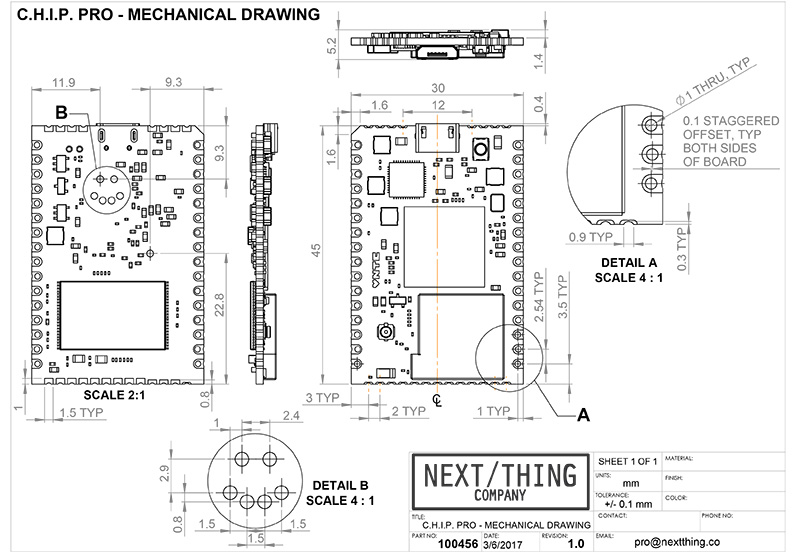 C.H.I.P. PRO - MECHANICAL DRAWING
5.2
1.4
11.9
9.3
30
1.6
12
0.4
B
9.3
1.6
45
22.8
2.54 TYP
3.5 TYP
Ø1 THRU, TYP
0.1 STAGGERED
OFFSET, TYP
BOTH SIDES
OF BOARD
0.9 TYP
0.3 TYP
DETAIL A
SCALE 4 : 1
1
1.5 TYP
SCALE 2:1
0.8
3 TYP
2 TYP
℄
1 TYP
A
1
2.4
2.9
0.8
1.5
1.5
1.5
DETAIL B
SCALE 4 : 1
NEXT/THING
COMPANY
TITLE:
C.H.I.P. PRO - MECHANICAL DRAWING
PART NO:
100456
DATE:
3/6/2017
REVISION:
1.0
SHEET 1 OF 1
MATERIAL:
UNITS:
mm
FINISH:
TOLERANCE:
+/- 0.1 mm
COLOR:
CONTACT:
PHONE NO:
EMAIL:
pro@nextthing.co